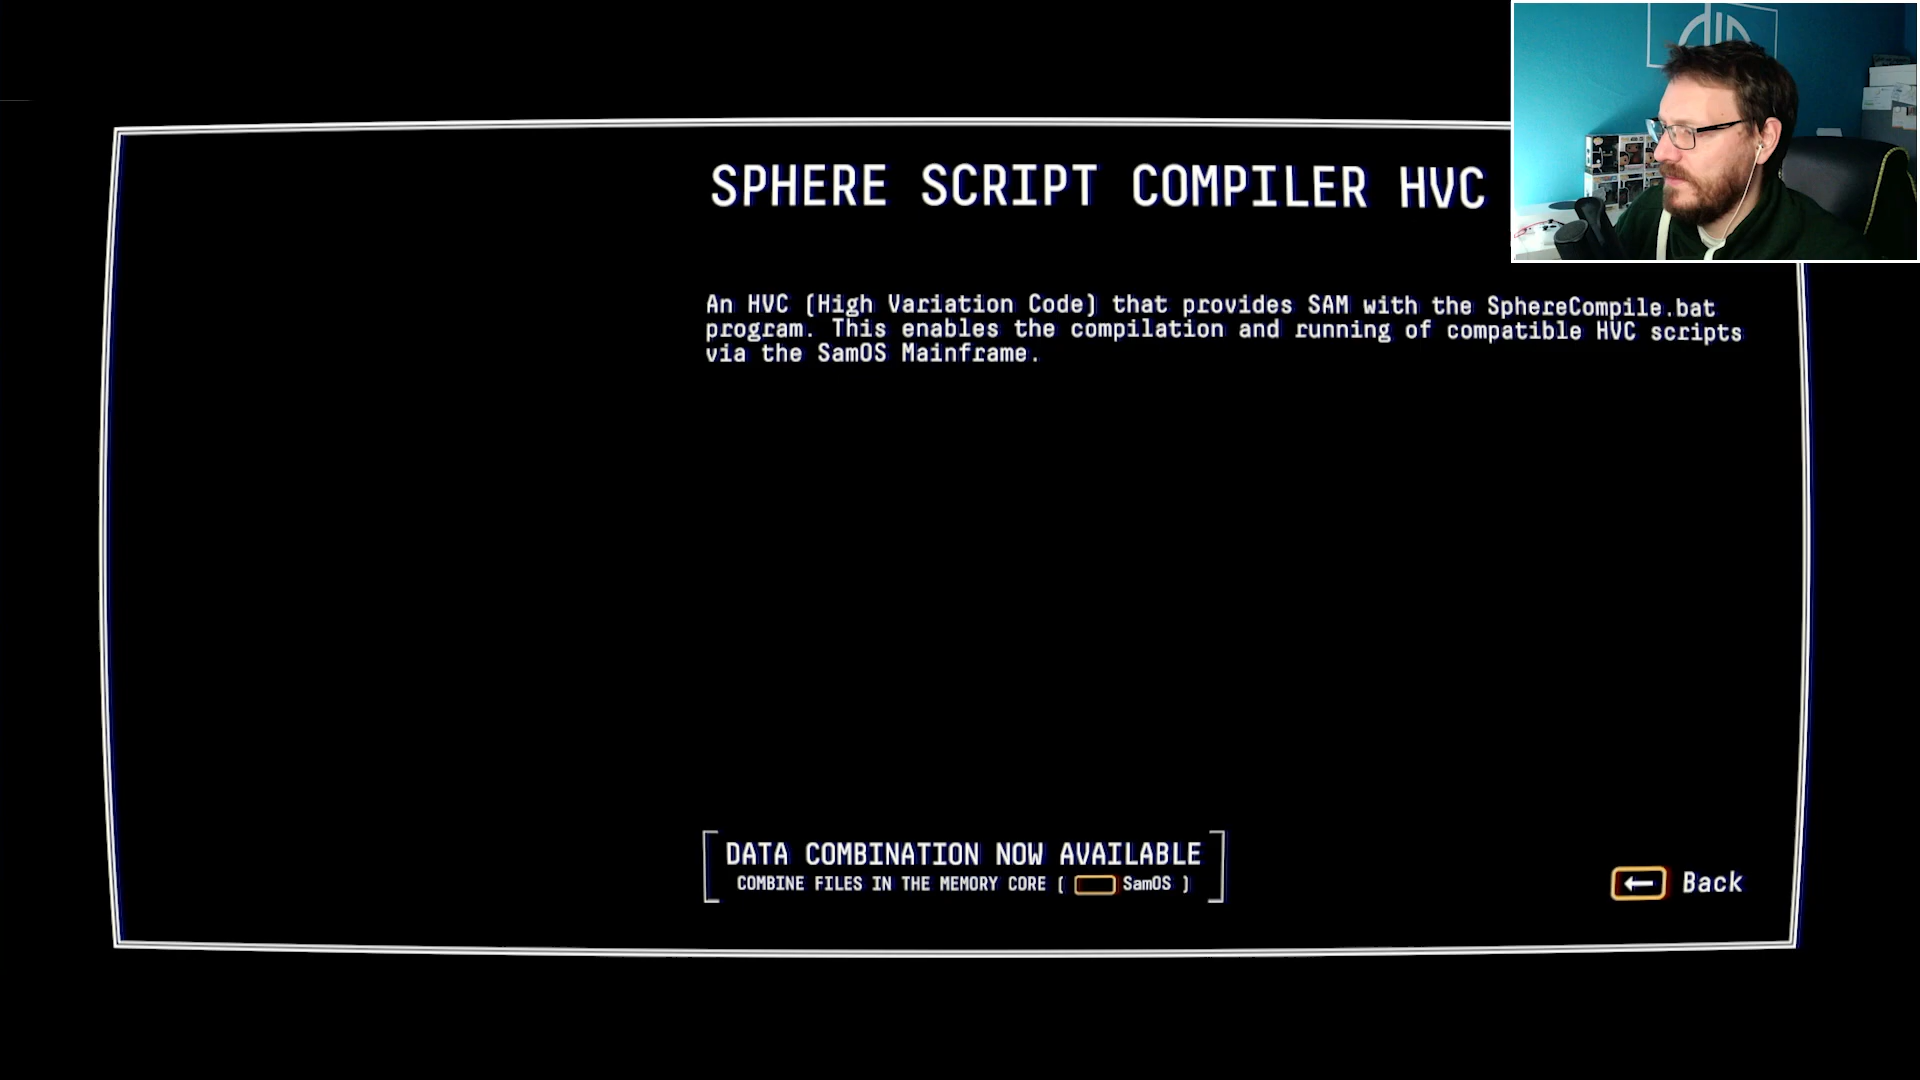 SPHERE SCRIPT COMPILER HVC
An HVC (High Variation Code) that provides SAM with the SphereCompile.bat
program. This enables the compilation and running of compatible HVC scripts
via the SamOS Mainframe.
DATA COMBINATION NOW AVAILABLE
COMBINE FILES IN THE MEMORY CORE [ SamOS ]
Back